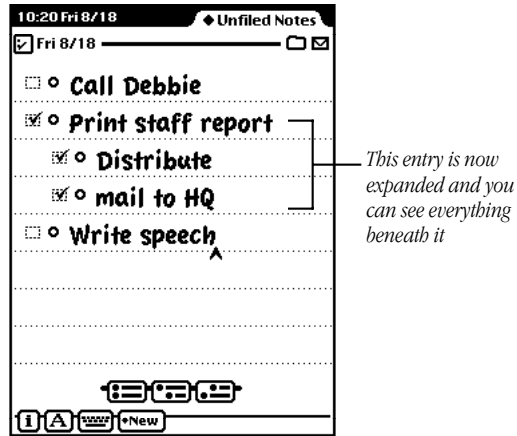 10:20 Fri 8/18
◆Unfiled Notes
Fri 8/18
Call Debbie
Print staff report
Distribute
mail to HQ
Write speech
This entry is now
expanded and you
can see everything
beneath it
i A ◆New